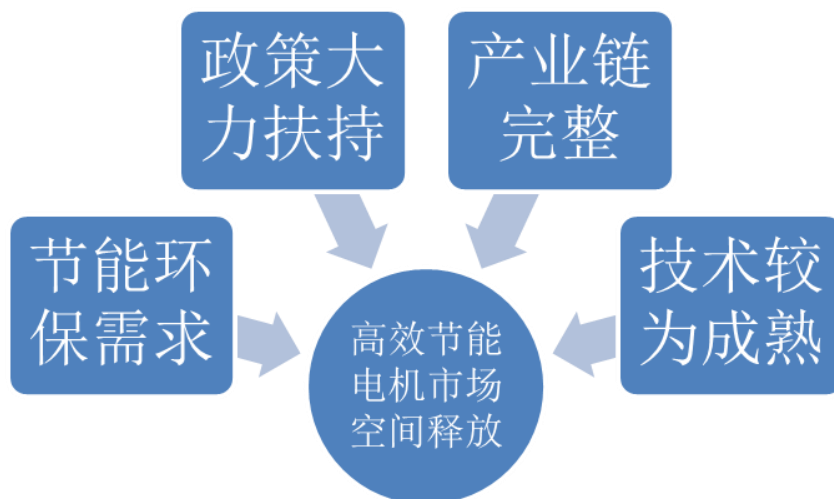 政策大
力扶持
产业链
完整
节能环
保需求
技术较
为成熟
高效节能
电机市场
空间释放